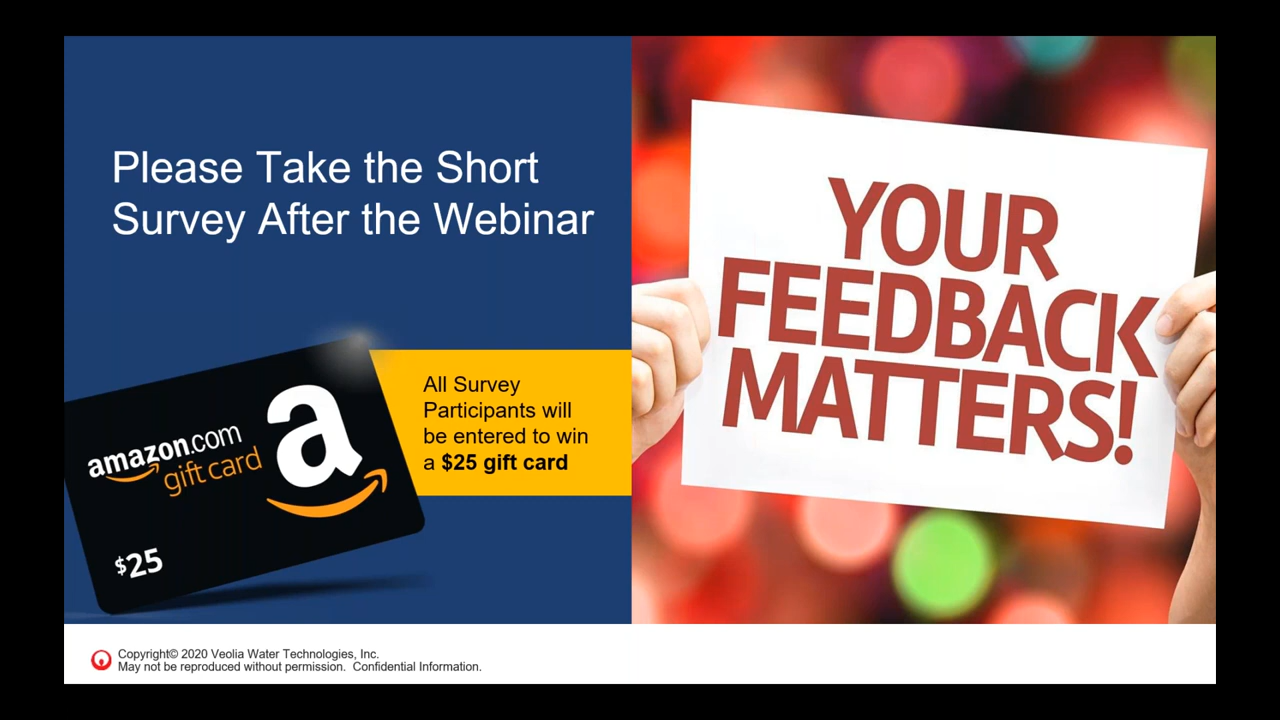 Please Take the Short
Survey After the Webinar
All Survey
Participants will
be entered to win
a $25 gift card
amazon.com
gift card
a
$25
YOUR
FEEDBACK
MATTERS!
Copyright© 2020 Veolia Water Technologies, Inc.
May not be reproduced without permission. Confidential Information.